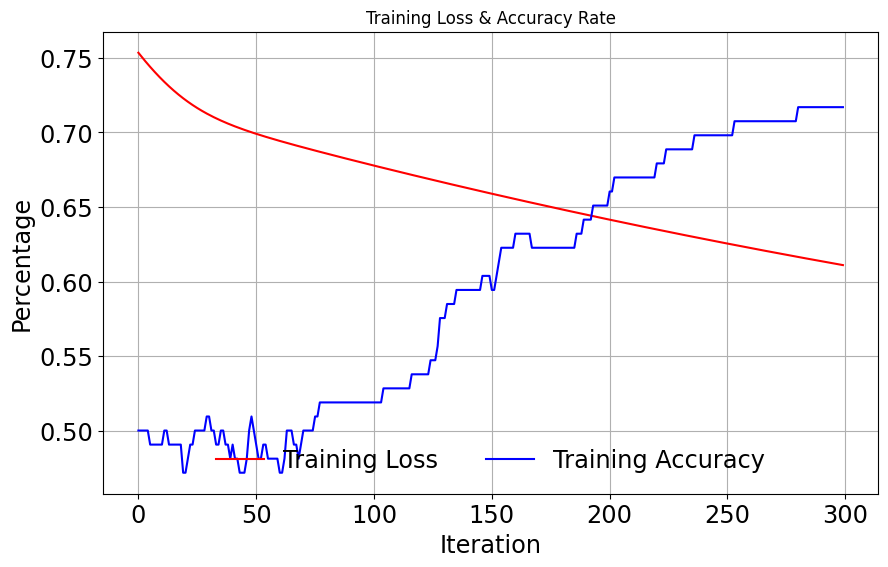 Training Loss & Accuracy Rate
Percentage
0.75
0.70
0.65
0.60
0.55
0.50
Training Loss
Training Accuracy
0 50 100 150 200 250 300
Iteration